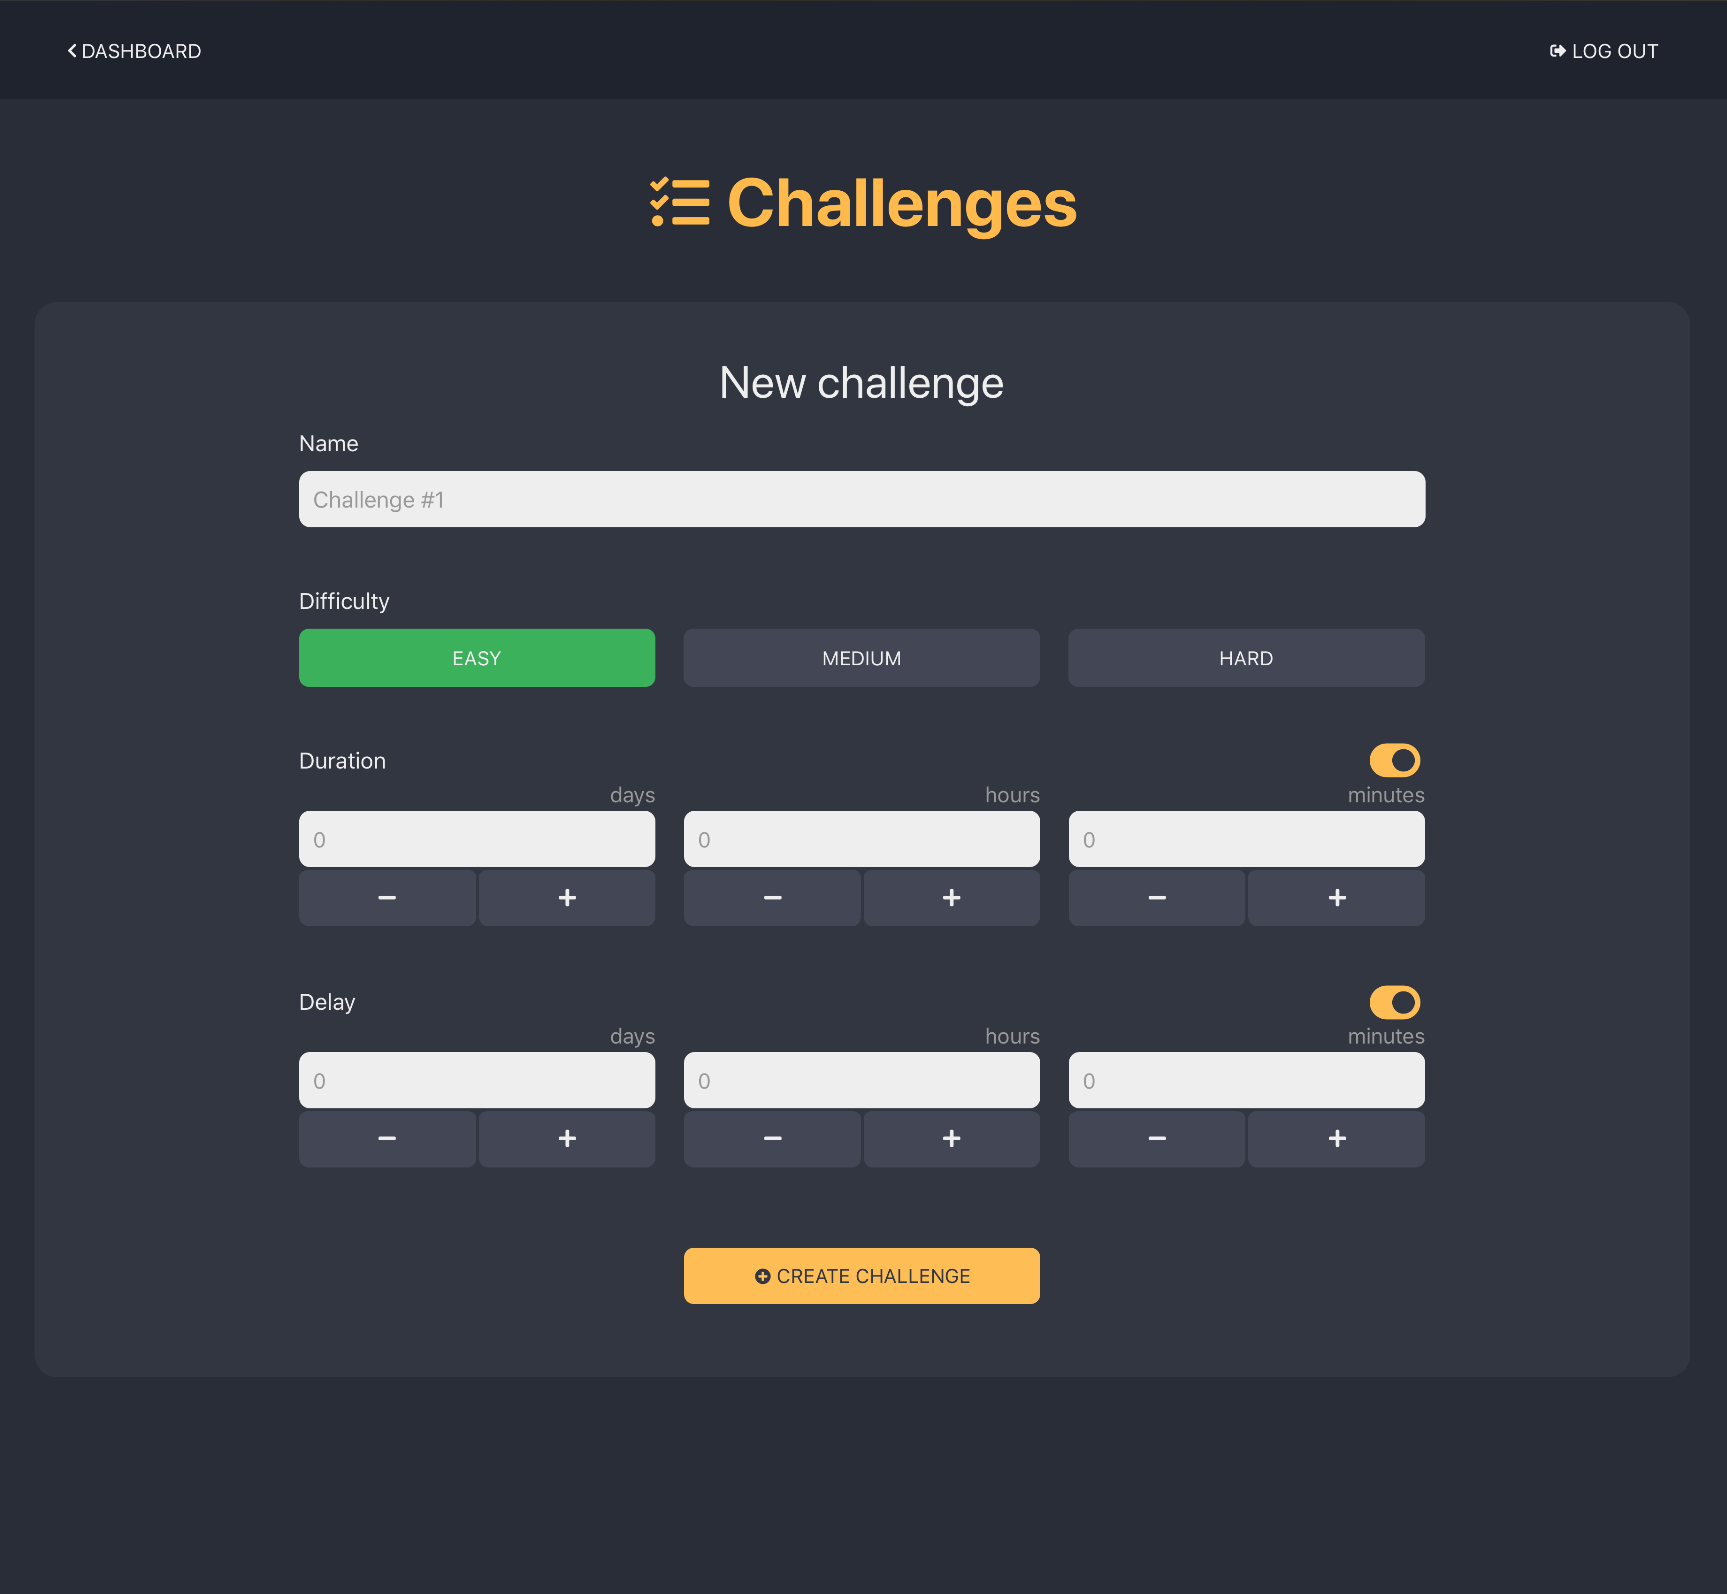 DASHBOARD
LOG OUT
Challenges
New challenge
Name
Challenge #1
Difficulty
EASY
MEDIUM
HARD
Duration
days
hours
minutes
0
0
0
− + − + − +
Delay
days
hours
minutes
0
0
0
− + − + − +
CREATE CHALLENGE